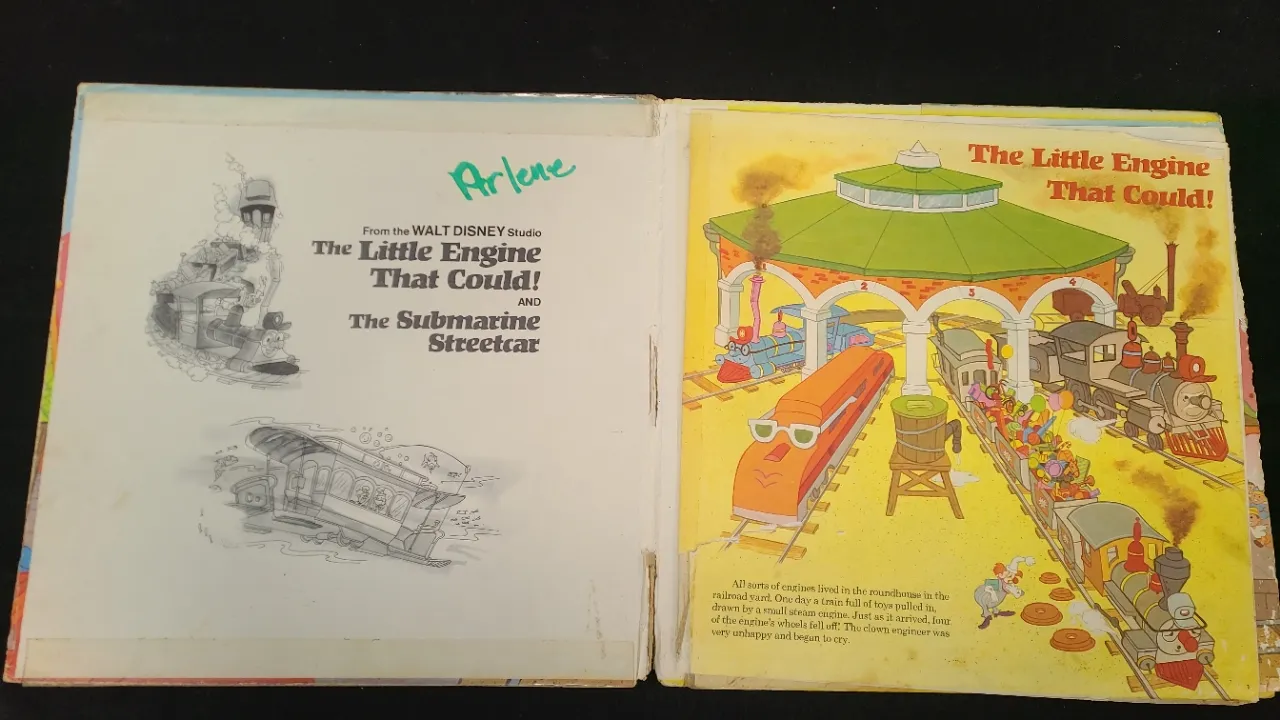 Arlene
From the WALT DISNEY Studio
The Little Engine
That Could!
AND
The Submarine
Streetcar
The Little Engine
That Could!
2
3
4
All sorts of engines lived in the roundhouse in the
railroad yard. One day a train full of toys pulled in,
drawn by a small steam engine. Just as it arrived, four
of the engine's wheels fell off! The clown engineer was
very unhappy and began to cry.